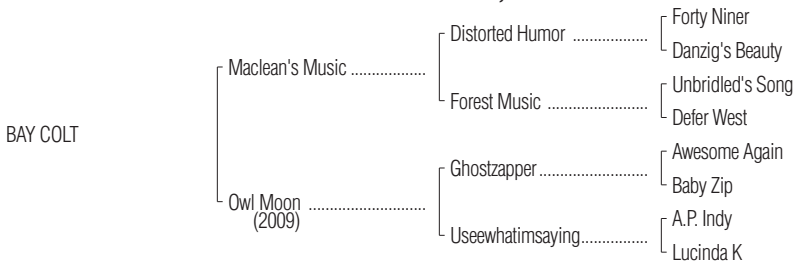 Forty Niner
Distorted Humor ..................
Danzig's Beauty
Maclean's Music ..................
Unbridled's Song
Forest Music ........................
Defer West
BAY COLT
Awesome Again
Ghostzapper..........................
Baby Zip
Owl Moon ............................
(2009)
A.P. Indy
Useewhatimsaying................
Lucinda K